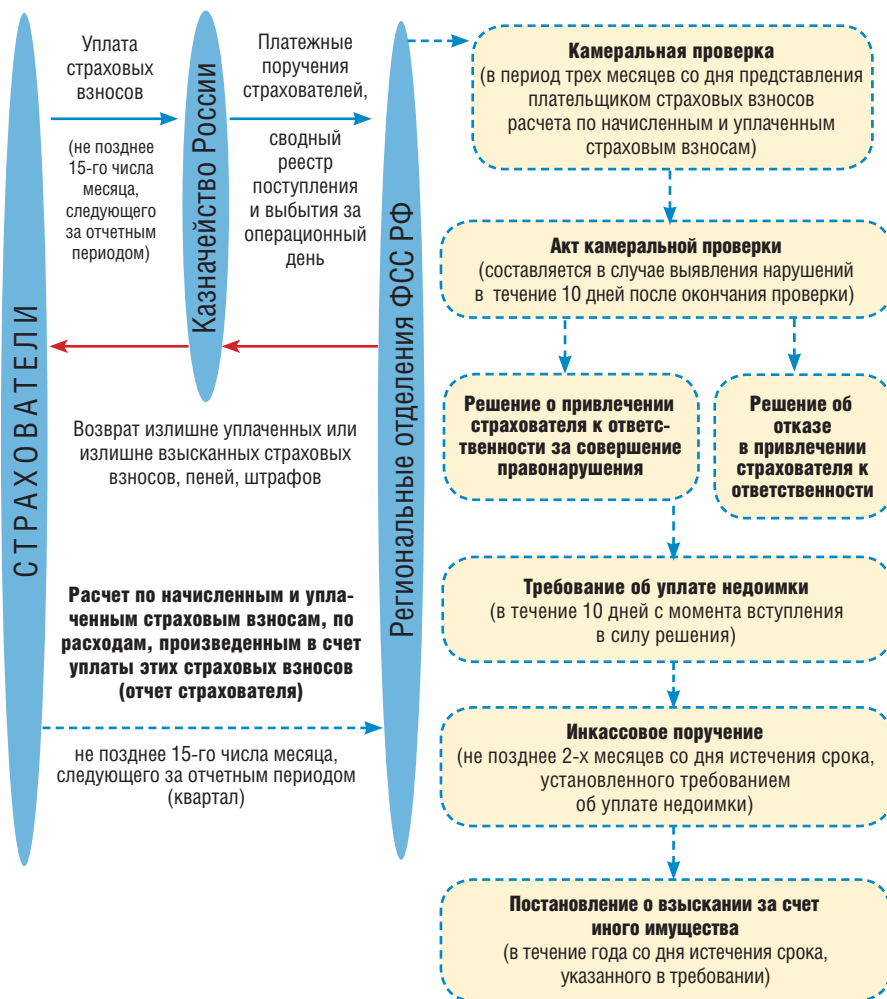 СТРАХОВАТЕЛИ
Уплата
страховых
взносов
(не позднее
15-го числа
месяца,
следующего
за отчетным
периодом)
Казначейство России
Платежные
поручения
страхователей,
сводный
реестр
поступления
и выбытия за
операционный
день
Региональные отделения ФСС РФ
Возврат излишне уплаченных или
излишне взысканных страховых
взносов, пеней, штрафов
Расчет по начисленным и упла-
ченным страховым взносам, по
расходам, произведенным в счет
уплаты этих страховых взносов
(отчет страхователя)
не позднее 15-го числа месяца,
следующего за отчетным периодом
(квартал)
Камеральная проверка
(в период трех месяцев со дня представления
плательщиком страховых взносов
расчета по начисленным и уплаченным
страховым взносам)
Акт камеральной проверки
(составляется в случае выявления нарушений
в течение 10 дней после окончания проверки)
Решение о привлечении
страхователя к ответс-
твенности за совершение
правонарушения
Решение об
отказе
в привлечении
страхователя к
ответственности
Требование об уплате недоимки
(в течение 10 дней с момента вступления
в силу решения)
Инкассовое поручение
(не позднее 2-х месяцев со дня истечения срока,
установленного требованием
об уплате недоимки)
Постановление о взыскании за счет
иного имущества
(в течение года со дня истечения срока,
указанного в требовании)